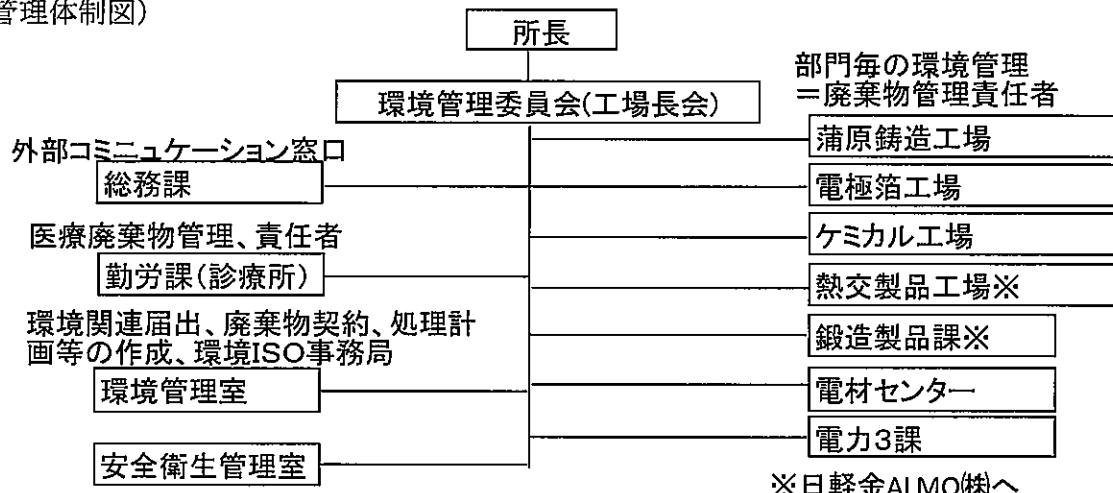 管理体制図)
所長
環境管理委員会(工場長会)
部門毎の環境管理
=廃棄物管理責任者
外部コミニュケーション窓口
総務課
医療廃棄物管理、責任者
勤労課(診療所)
環境関連届出、廃棄物契約、処理計
画等の作成、環境ISO事務局
環境管理室
安全衛生管理室
蒲原鋳造工場
電極箔工場
ケミカル工場
熱交製品工場※
鍛造製品課※
電材センター
電力3課
※日軽金ALMO(株)へ